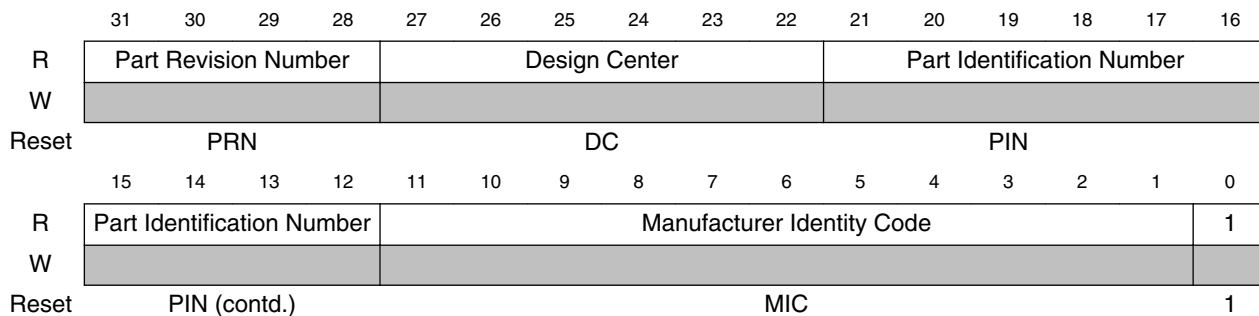 31 30 29 28 27 26 25 24 23 22 21 20 19 18 17 16
R Part Revision Number Design Center Part Identification Number
W
Reset PRN DC PIN
15 14 13 12 11 10 9 8 7 6 5 4 3 2 1 0
R Part Identification Number Manufacturer Identity Code 1
W
Reset PIN (contd.) MIC 1